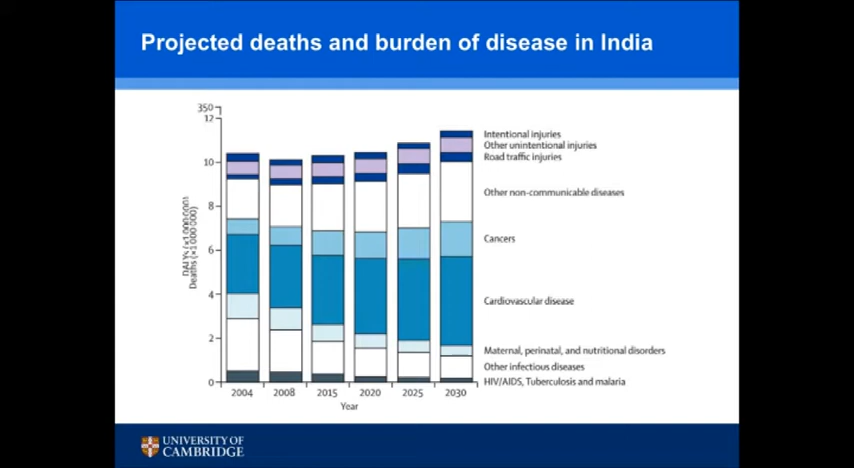 Projected deaths and burden of disease in India
350
12
10
8
6
4
2
0
Deaths (×1 000 000)
2004 2008 2015 2020 2025 2030
Year
Intentional injuries
Other unintentional injuries
Road traffic injuries
Other non-communicable diseases
Cancers
Cardiovascular disease
Maternal, perinatal, and nutritional disorders
Other infectious diseases
HIV/AIDS, Tuberculosis and malaria
UNIVERSITY OF
CAMBRIDGE